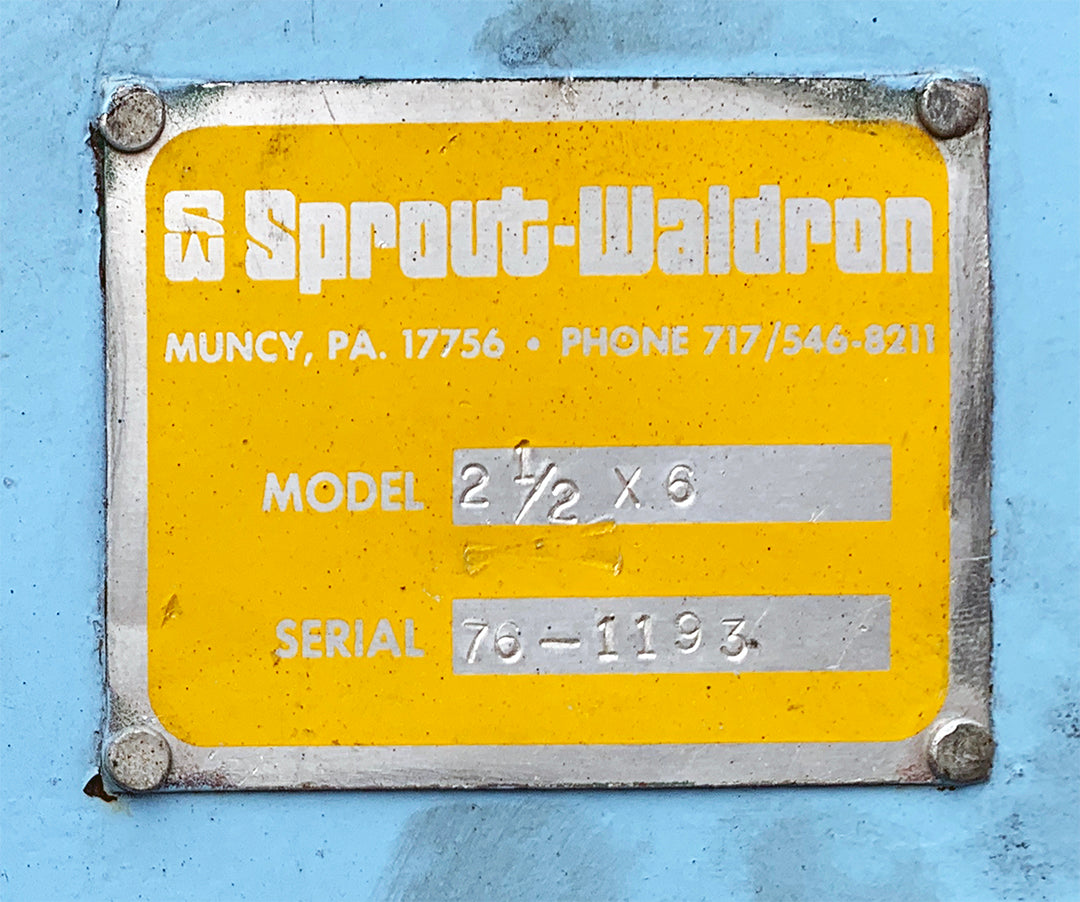 SW Sprout-Waldron
MUNCY, PA. 17756 • PHONE 717/546-8211
MODEL 2 1/2 X 6
SERIAL 76-1193